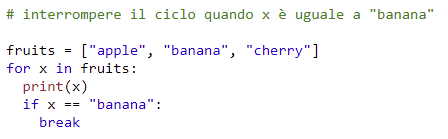 # interrompere il ciclo quando x è uguale a "banana"
fruits = ["apple", "banana", "cherry"]
for x in fruits:
  print(x)
  if x == "banana":
    break